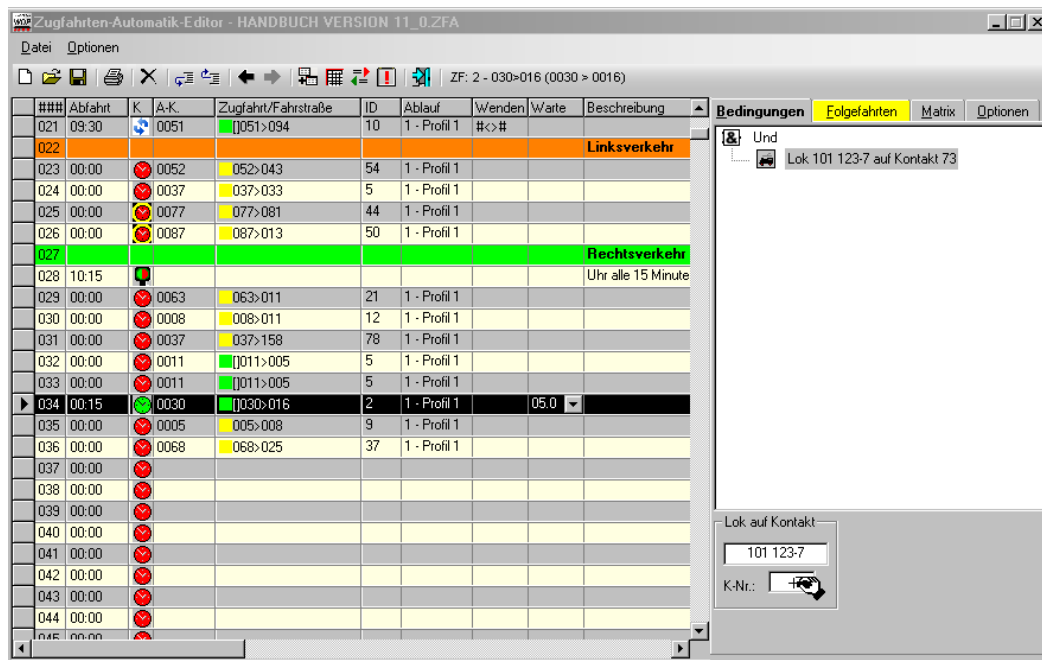 Zugfahrten-Automatik-Editor - HANDBUCH VERSION 11_0.ZFA
Datei Optionen
ZF: 2 - 030>016 (0030 > 0016)
### Abfahrt K A-K. Zugfahrt/Fahrstraße ID Ablauf Wenden Warte Beschreibung
021 09:30 0051 []051>094 10 1 - Profil 1 #<>#
022 Linksverkehr
023 00:00 0052 052>043 54 1 - Profil 1
024 00:00 0037 037>033 5 1 - Profil 1
025 00:00 0077 077>081 44 1 - Profil 1
026 00:00 0087 087>013 50 1 - Profil 1
027 Rechtsverkehr
028 10:15 Uhr alle 15 Minute
029 00:00 0063 063>011 21 1 - Profil 1
030 00:00 0008 008>011 12 1 - Profil 1
031 00:00 0037 037>158 78 1 - Profil 1
032 00:00 0011 []011>005 5 1 - Profil 1
033 00:00 0011 []011>005 5 1 - Profil 1
034 00:15 0030 []030>016 2 1 - Profil 1 05.0
035 00:00 0005 005>008 9 1 - Profil 1
036 00:00 0068 068>025 37 1 - Profil 1
037 00:00
038 00:00
039 00:00
040 00:00
041 00:00
042 00:00
043 00:00
044 00:00
045 00:00
Bedingungen Folgefahrten Matrix Optionen
& Und
Lok 101 123-7 auf Kontakt 73
Lok auf Kontakt
101 123-7
K-Nr.: